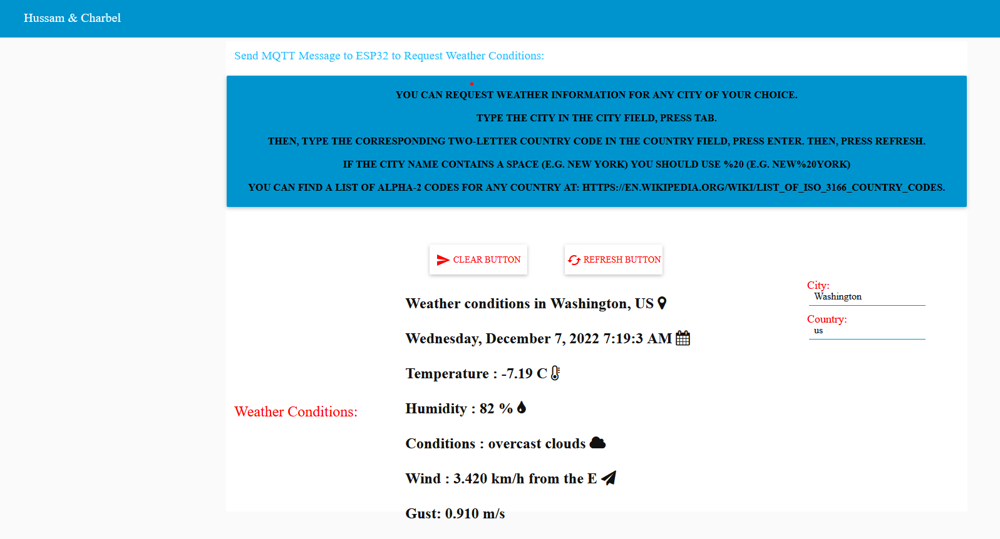 Hussam & Charbel
Send MQTT Message to ESP32 to Request Weather Conditions:
YOU CAN REQUEST WEATHER INFORMATION FOR ANY CITY OF YOUR CHOICE.
TYPE THE CITY IN THE CITY FIELD, PRESS TAB.
THEN, TYPE THE CORRESPONDING TWO-LETTER COUNTRY CODE IN THE COUNTRY FIELD, PRESS ENTER. THEN, PRESS REFRESH.
IF THE CITY NAME CONTAINS A SPACE (E.G. NEW YORK) YOU SHOULD USE %20 (E.G. NEW%20YORK)
YOU CAN FIND A LIST OF ALPHA-2 CODES FOR ANY COUNTRY AT: HTTPS://EN.WIKIPEDIA.ORG/WIKI/LIST_OF_ISO_3166_COUNTRY_CODES.
CLEAR BUTTON
REFRESH BUTTON
City:
Washington
Country:
us
Weather Conditions:
Weather conditions in Washington, US
Wednesday, December 7, 2022 7:19:3 AM
Temperature : -7.19 C
Humidity : 82 %
Conditions : overcast clouds
Wind : 3.420 km/h from the E
Gust: 0.910 m/s